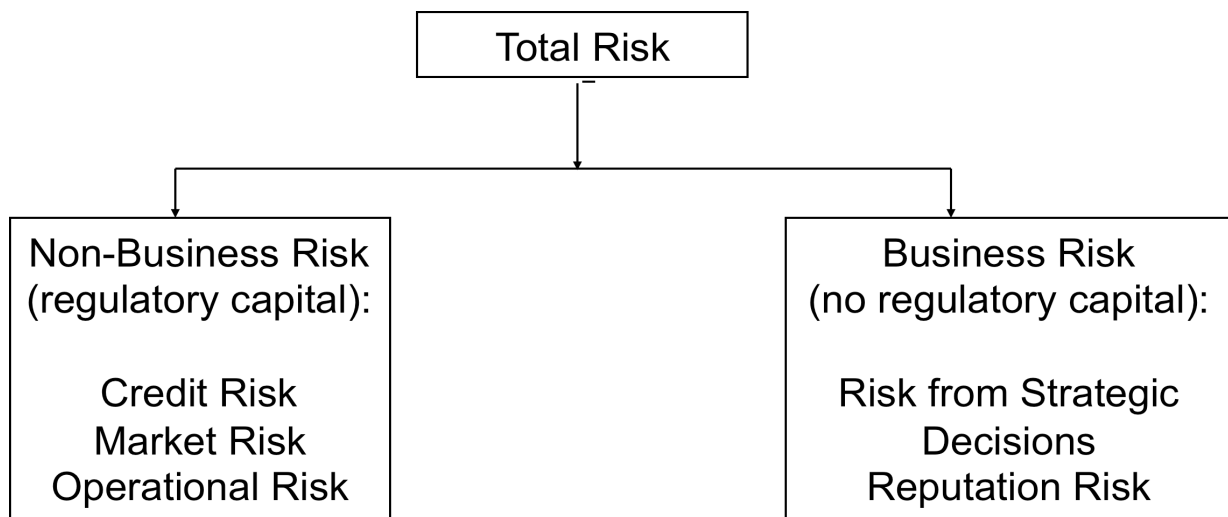 Total Risk
Non-Business Risk
(regulatory capital):
Credit Risk
Market Risk
Operational Risk
Business Risk
(no regulatory capital):
Risk from Strategic
Decisions
Reputation Risk